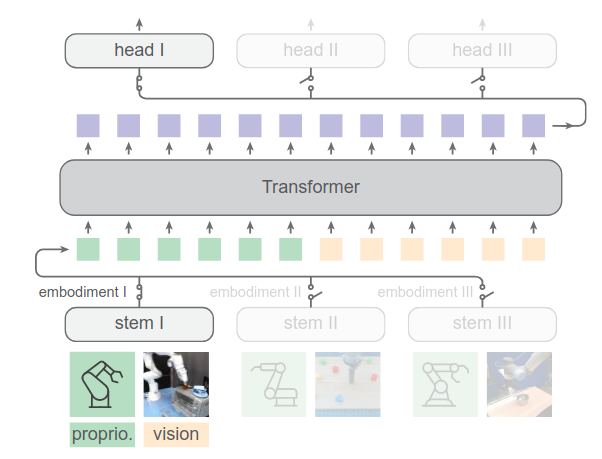 head I
head II
head III
Transformer
embodiment I
embodiment II
embodiment III
stem I
stem II
stem III
proprio.
vision